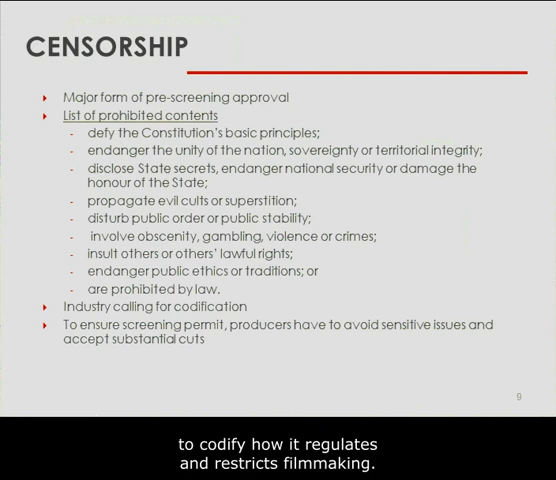 CENSORSHIP
Major form of pre-screening approval
List of prohibited contents
- defy the Constitution's basic principles;
- endanger the unity of the nation, sovereignty or territorial integrity;
- disclose State secrets, endanger national security or damage the
honour of the State;
- propagate evil cults or superstition;
- disturb public order or public stability;
- involve obscenity, gambling, violence or crimes;
- insult others or others' lawful rights;
- endanger public ethics or traditions; or
- are prohibited by law.
Industry calling for codification
To ensure screening permit, producers have to avoid sensitive issues and
accept substantial cuts
9
to codify how it regulates
and restricts filmmaking.